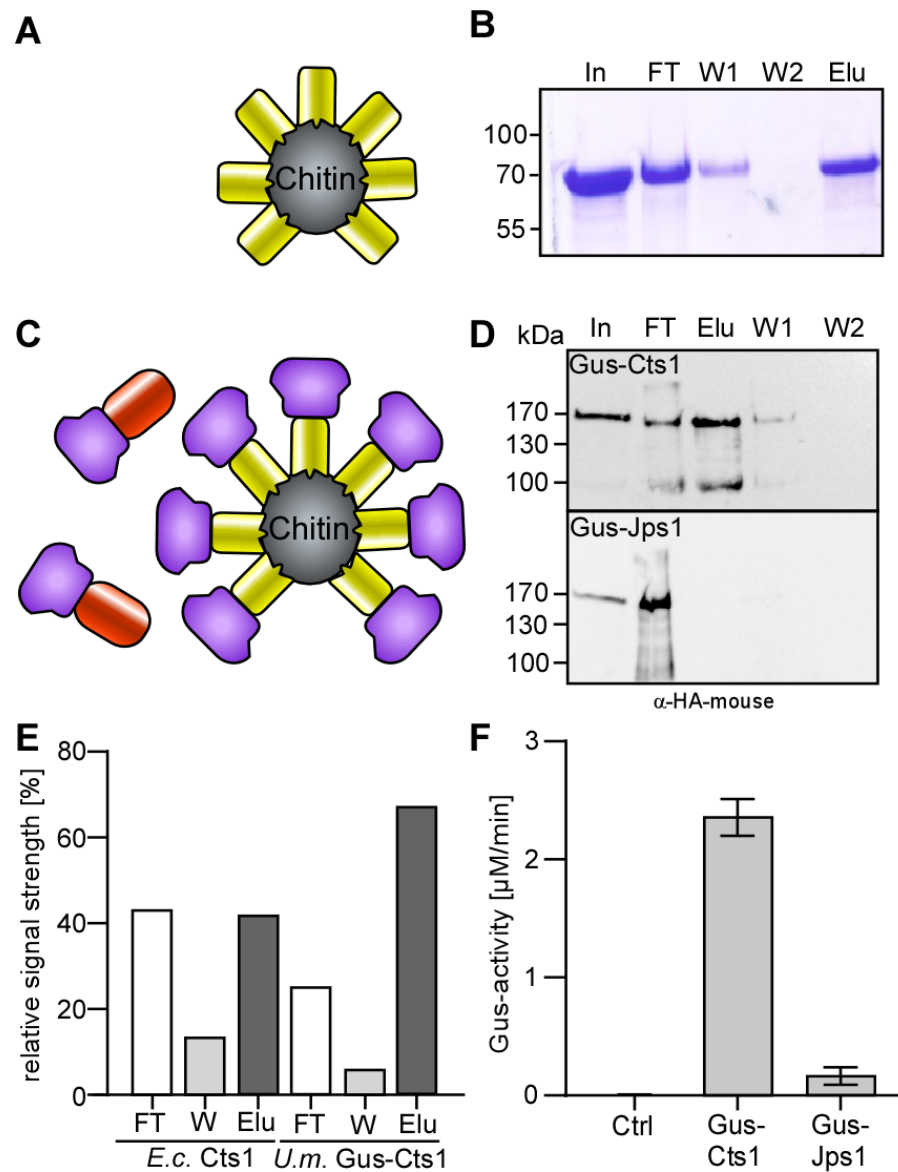 A
Chitin
B
In FT W1 W2 Elu
100
70
55
C
Chitin
D
kDa In FT Elu W1 W2
Gus-Cts1
170
130
100
Gus-Jps1
170
130
100
α-HA-mouse
E
relative signal strength [%]
80
60
40
20
0
FT W Elu FT W Elu
E.c. Cts1 U.m. Gus-Cts1
F
Gus-activity [µM/min]
3
2
1
0
Ctrl Gus- Gus-
Cts1 Jps1